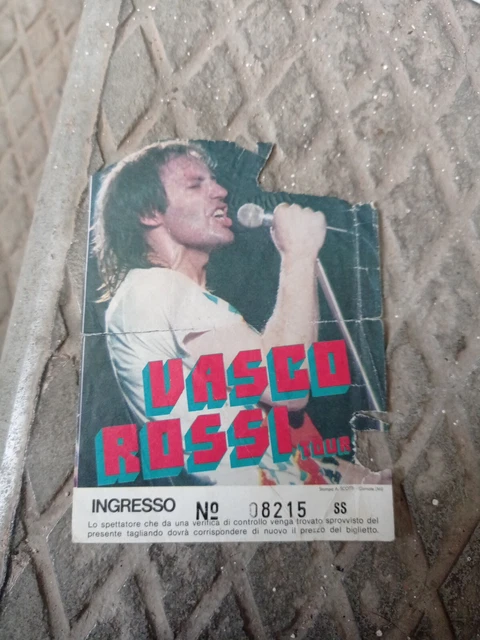 VASCO
ROSSI TOUR
INGRESSO Nº 08215 SS
Lo spettatore che da una verifica di controllo venga trovato sprovvisto del
presente tagliando dovrà corrispondere di nuovo il prezzo del biglietto.